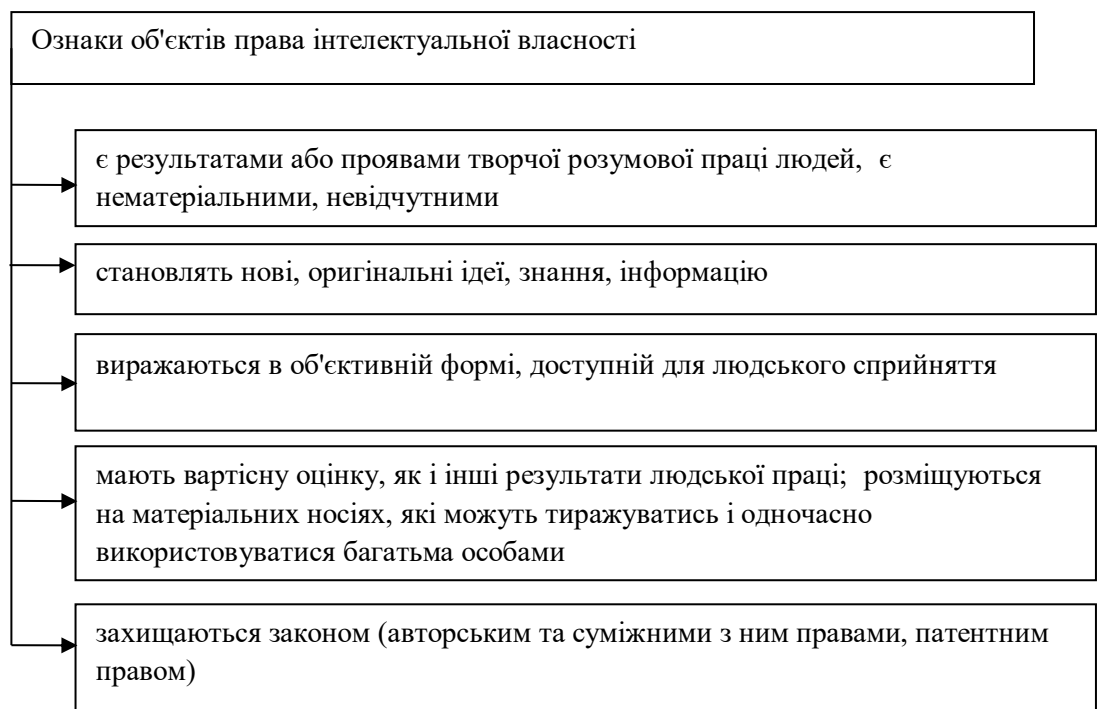 Ознаки об'єктів права інтелектуальної власності
є результатами або проявами творчої розумової праці людей,  є
нематеріальними, невідчутними
становлять нові, оригінальні ідеї, знання, інформацію
виражаються в об'єктивній формі, доступній для людського сприйняття
мають вартісну оцінку, як і інші результати людської праці;  розміщуються
на матеріальних носіях, які можуть тиражуватись і одночасно
використовуватися багатьма особами
захищаються законом (авторським та суміжними з ним правами, патентним
правом)